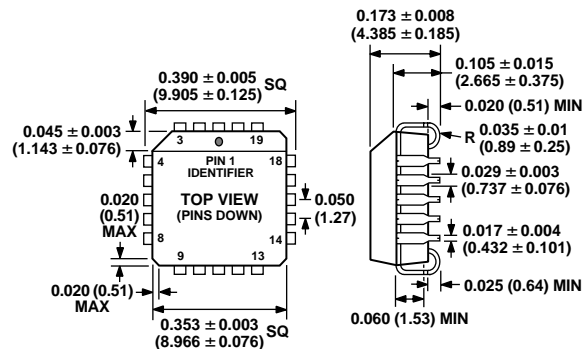 0.173 ± 0.008
(4.385 ± 0.185)
0.390 ± 0.005
(9.905 ± 0.125)
SQ
0.105 ± 0.015
(2.665 ± 0.375)
0.020 (0.51) MIN
0.045 ± 0.003
(1.143 ± 0.076)
3
19
R
0.035 ± 0.01
(0.89 ± 0.25)
4
PIN 1
IDENTIFIER
18
0.029 ± 0.003
(0.737 ± 0.076)
0.020
(0.51)
MAX
TOP VIEW
(PINS DOWN)
0.050
(1.27)
0.017 ± 0.004
(0.432 ± 0.101)
8
14
9
13
0.020 (0.51)
MAX
0.025 (0.64) MIN
0.353 ± 0.003
(8.966 ± 0.076)
SQ
0.060 (1.53) MIN